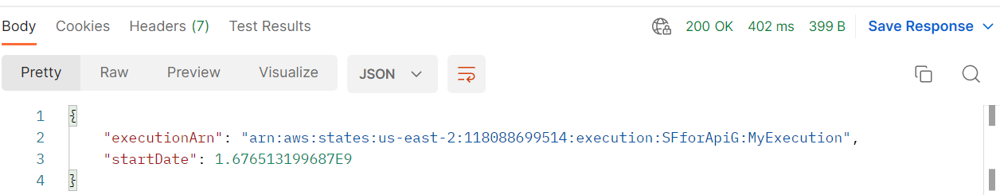 Body Cookies Headers (7) Test Results 200 OK 402 ms 399 B Save Response
Pretty Raw Preview Visualize JSON
1 {
2 "executionArn": "arn:aws:states:us-east-2:118088699514:execution:SFforApiG:MyExecution",
3 "startDate": 1.676513199687E9
4 }